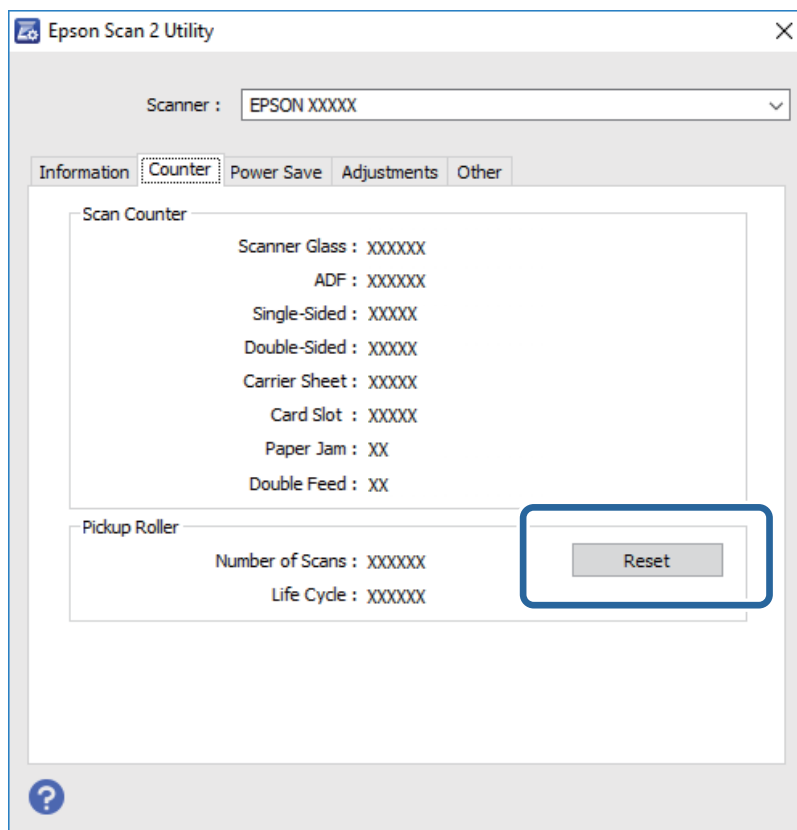 Epson Scan 2 Utility
Scanner : EPSON XXXXX
Information Counter Power Save Adjustments Other
Scan Counter
Scanner Glass : XXXXXX
ADF : XXXXXX
Single-Sided : XXXXX
Double-Sided : XXXXX
Carrier Sheet : XXXXX
Card Slot : XXXXX
Paper Jam : XX
Double Feed : XX
Pickup Roller
Number of Scans : XXXXXX Reset
Life Cycle : XXXXXX
?